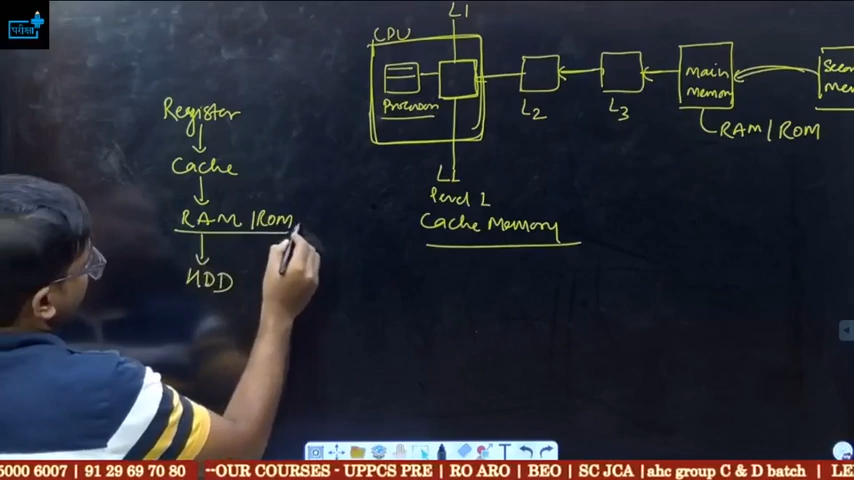 परीक्षा
L1
CPU
Processor
L2
L3
Main
Memory
RAM/ROM
L1
level 1
Cache Memory
Register
Cache
RAM/ROM
HDD
5000 6007 | 91 29 69 70 80 --OUR COURSES - UPPCS PRE | RO ARO | BEO | SC JCA |ahc group C & D batch |